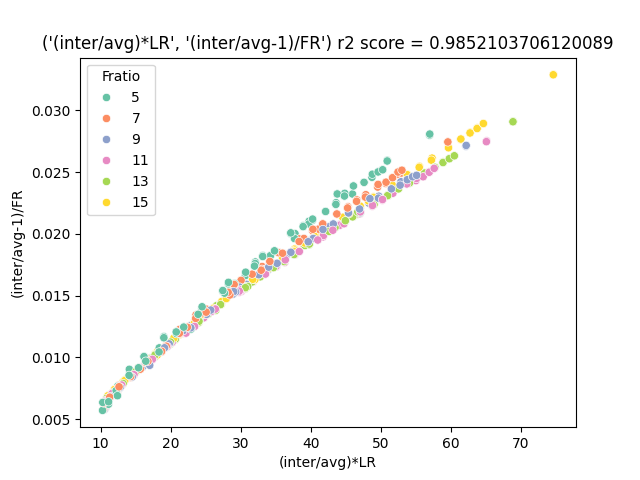 ('(inter/avg)*LR', '(inter/avg-1)/FR') r2 score = 0.9852103706120089
Fratio
5
7
9
11
13
15
0.030
0.025
0.020
0.015
0.010
0.005
(inter/avg-1)/FR
10 20 30 40 50 60 70
(inter/avg)*LR